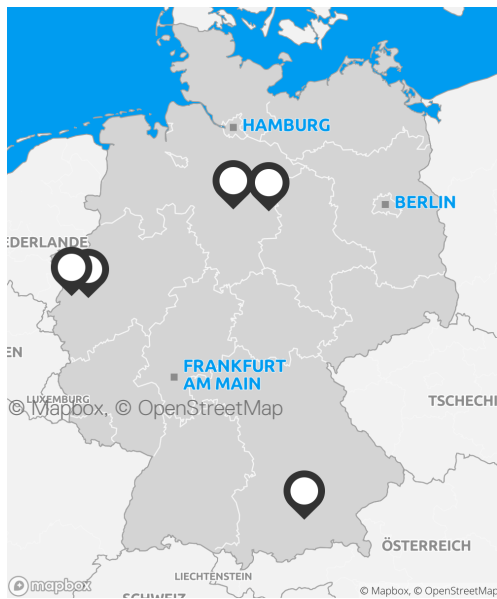 HAMBURG
BERLIN
EDERLANDE
EN
FRANKFURT
AM MAIN
LUXEMBURG
© Mapbox, © OpenStreetMap
TSCHECHI
ÖSTERREICH
LIECHTENSTEIN
SCHWEIZ
mapbox
© Mapbox, © OpenStreetMap